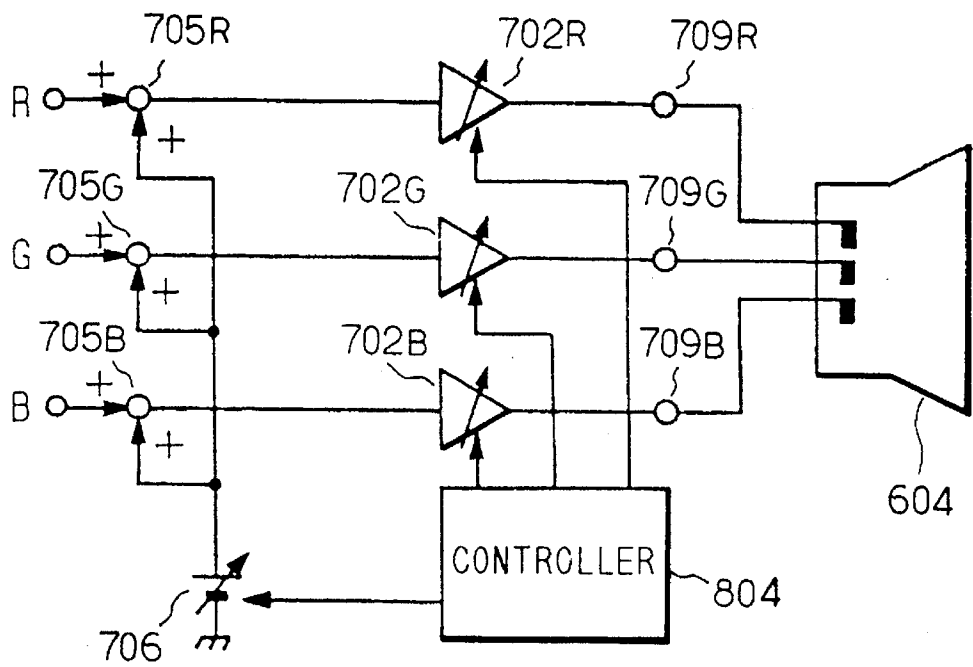 705R
702R
709R
R
+
+
705G
702G
709G
G
+
+
705B
702B
709B
B
+
+
604
CONTROLLER
804
706